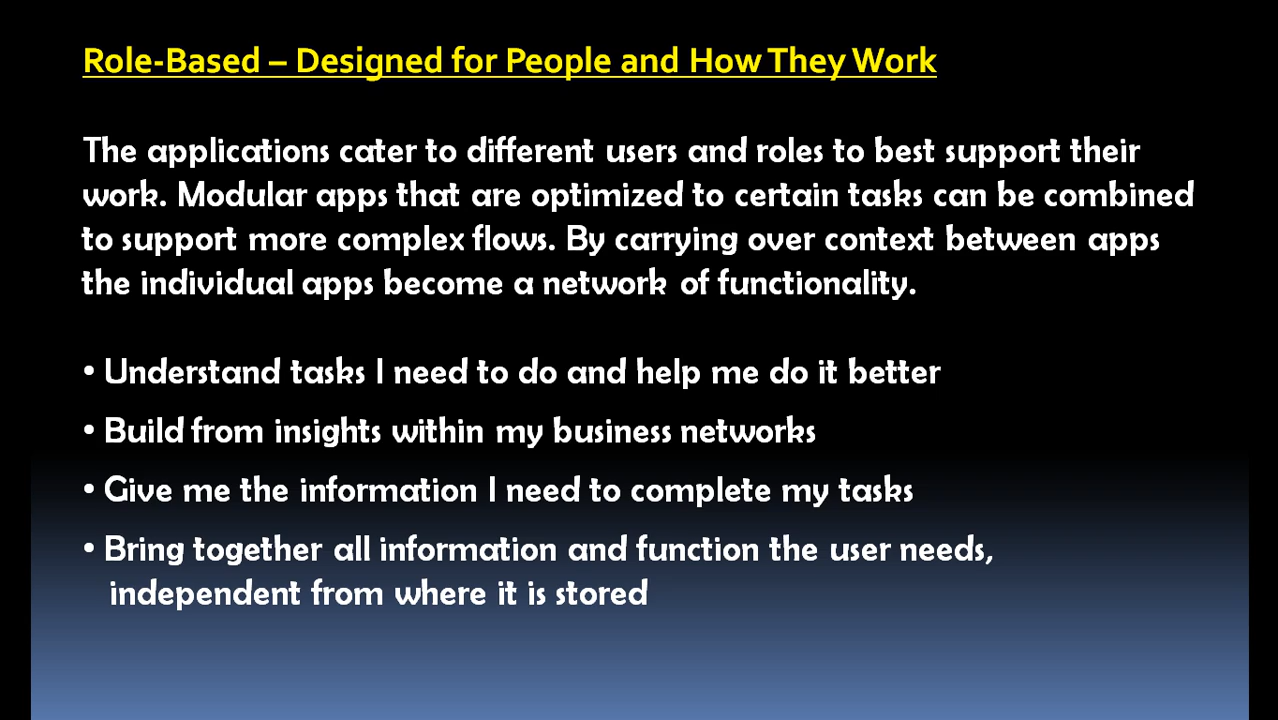 Role-Based – Designed for People and How They Work
The applications cater to different users and roles to best support their
work. Modular apps that are optimized to certain tasks can be combined
to support more complex flows. By carrying over context between apps
the individual apps become a network of functionality.
• Understand tasks I need to do and help me do it better
• Build from insights within my business networks
• Give me the information I need to complete my tasks
• Bring together all information and function the user needs,
independent from where it is stored